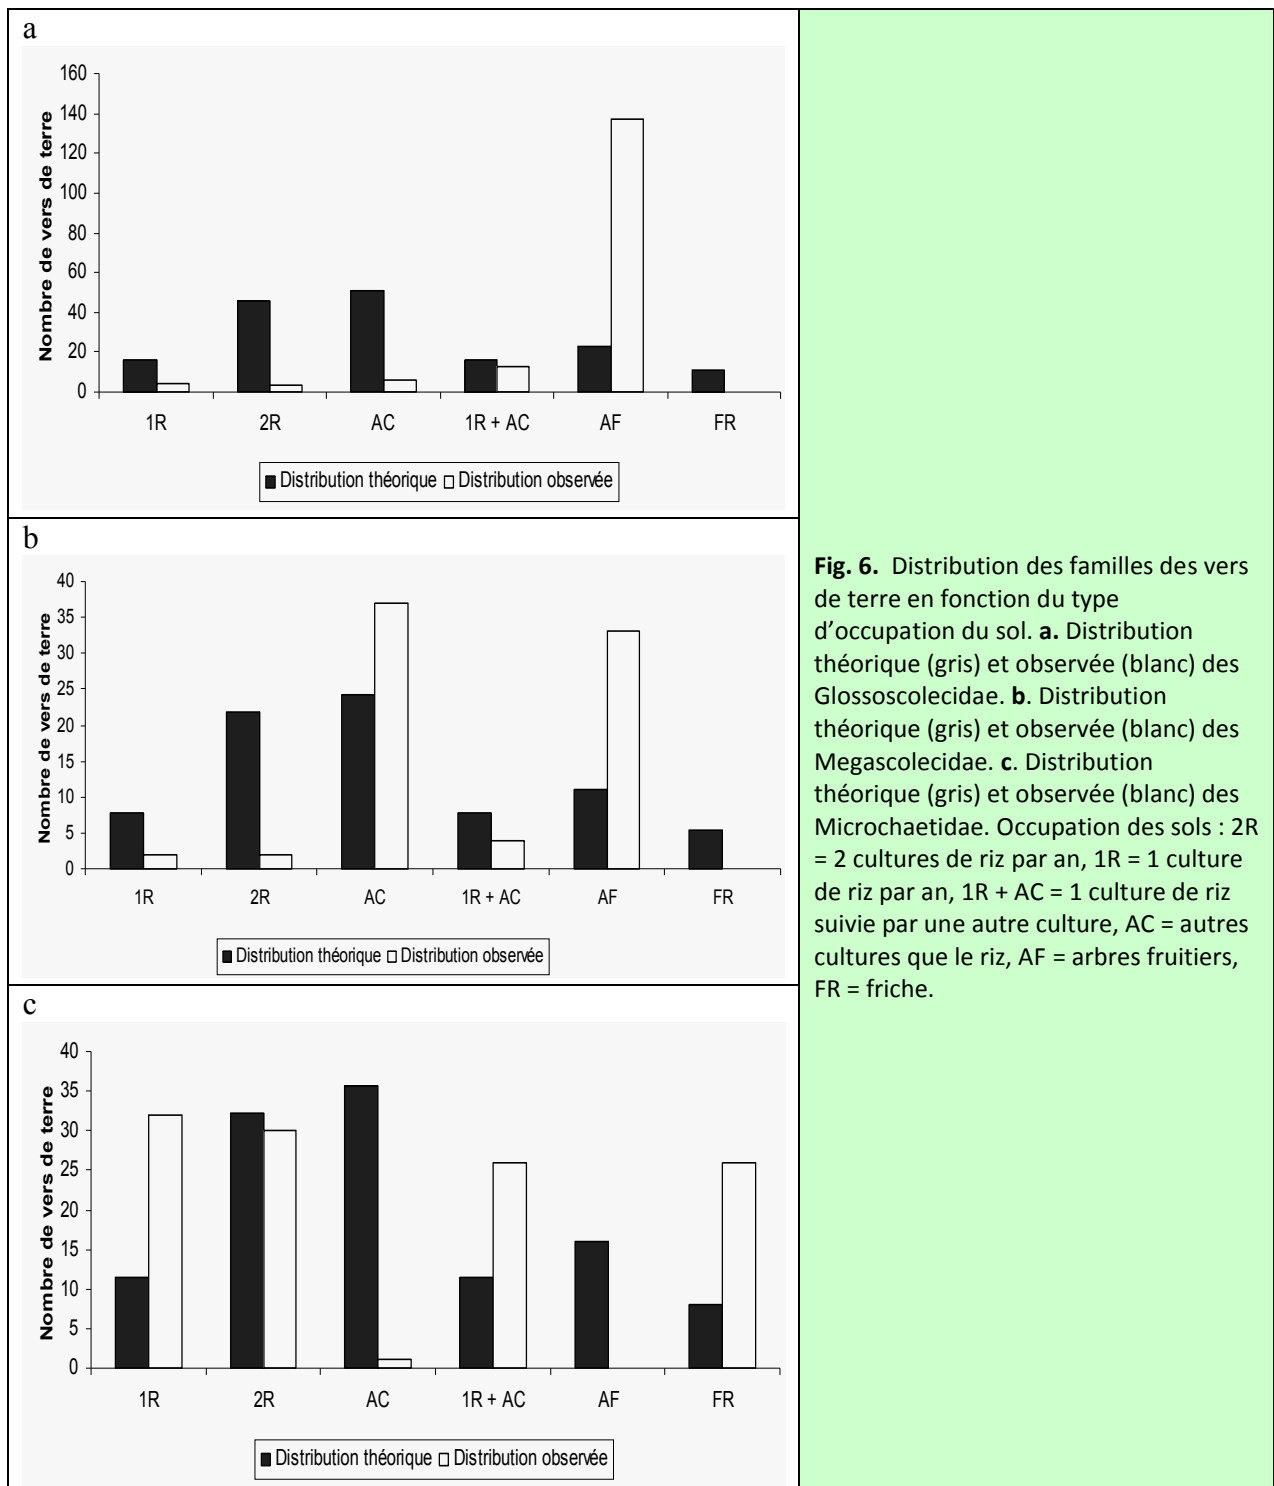 a
160
140
120
100
80
60
40
20
0
Nombre de vers de terre
1R 2R AC 1R + AC AF FR
Distribution théorique Distribution observée
b
40
35
30
25
20
15
10
5
0
Nombre de vers de terre
1R 2R AC 1R + AC AF FR
Distribution théorique Distribution observée
c
40
35
30
25
20
15
10
5
0
Nombre de vers de terre
1R 2R AC 1R + AC AF FR
Distribution théorique Distribution observée
Fig. 6. Distribution des familles des vers
de terre en fonction du type
d’occupation du sol. a. Distribution
théorique (gris) et observée (blanc) des
Glossoscolecidae. b. Distribution
théorique (gris) et observée (blanc) des
Megascolecidae. c. Distribution
théorique (gris) et observée (blanc) des
Microchaetidae. Occupation des sols : 2R
= 2 cultures de riz par an, 1R = 1 culture
de riz par an, 1R + AC = 1 culture de riz
suivie par une autre culture, AC = autres
cultures que le riz, AF = arbres fruitiers,
FR = friche.